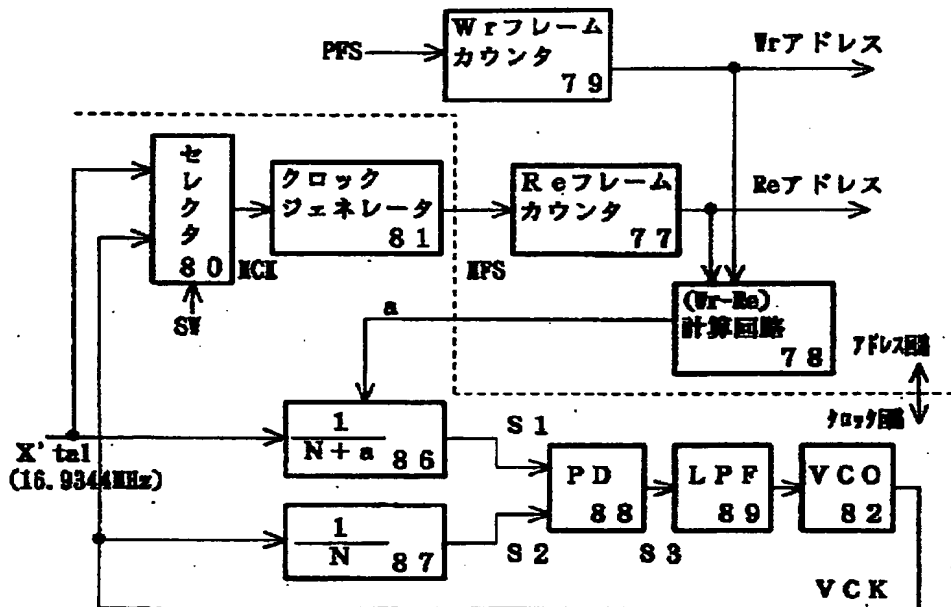 PFS
Wrフレーム
カウンタ
79
Wrアドレス
セレクタ
80
SW
MCK
クロック
ジェネレータ
81
MFS
Reフレーム
カウンタ
77
Reアドレス
(Wr-Re)
計算回路
78
a
アドレス回路
クロック回路
X'tal
(16.9344MHz)
1
N+a
86
S1
1
N
87
S2
PD
88
S3
LPF
89
VCO
82
VCK